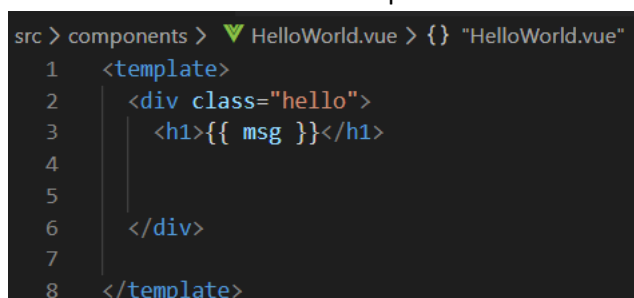 src > components > HelloWorld.vue > {} "HelloWorld.vue"
1 <template>
2 <div class="hello">
3 <h1>{{ msg }}</h1>
4
5
6 </div>
7
8 </template>